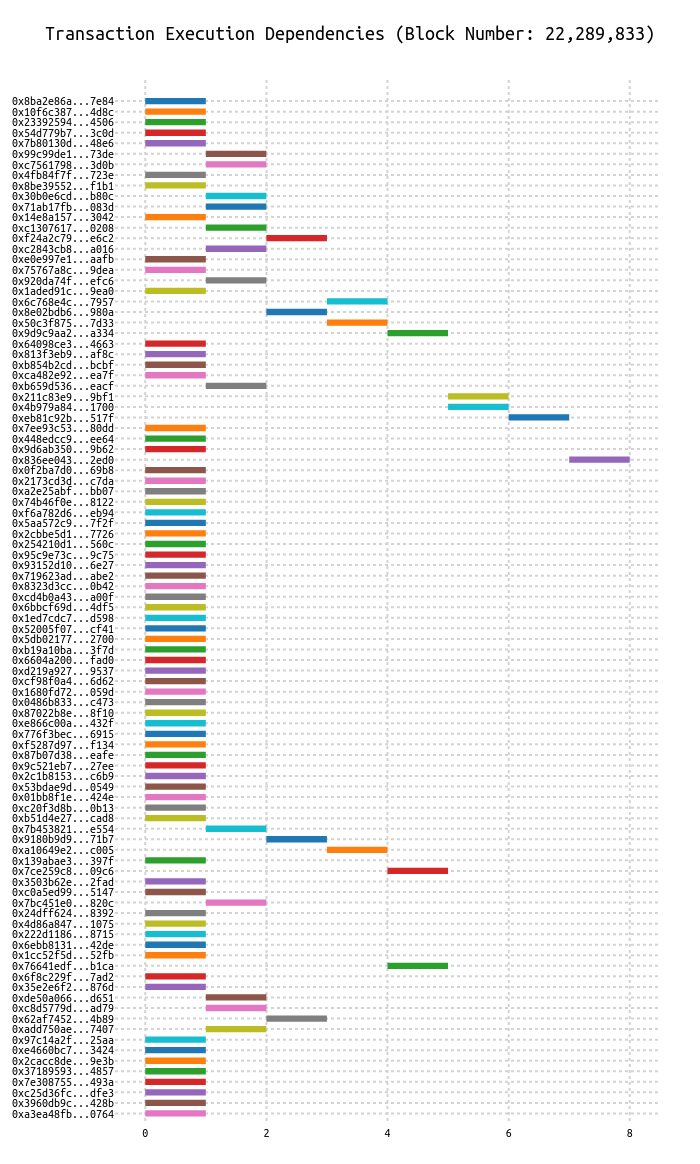 Transaction Execution Dependencies (Block Number: 22,289,833)
0x8ba2e86a...7e84
0x10f6c387...4d8c
0x23392594...4506
0x54d779b7...3c0d
0x7b80130d...48e6
0x99c99de1...73de
0xc7561798...3d0b
0x4fb84f7f...723e
0x8be39552...f1b1
0x30b0e6cd...b80c
0x71ab17fb...083d
0x14e8a157...3042
0xc1307617...0208
0xf24a2c79...e6c2
0xc2843cb8...a016
0xe0e997e1...aafb
0x75767a8c...9dea
0x920da74f...efc6
0x1aded91c...9ea0
0x6c768e4c...7957
0x8e02bdb6...980a
0x50c3f875...7d33
0x9d9c9aa2...a334
0x64098ce3...4663
0x813f3eb9...af8c
0xb854b2cd...bcbf
0xca482e92...ea7f
0xb659d536...eacf
0x211c83e9...9bf1
0x4b979a84...1700
0xeb81c92b...517f
0x7ee93c53...80dd
0x448edcc9...ee64
0x9d6ab350...9b62
0x836ee043...2ed0
0x0f2ba7d0...69b8
0x2173cd3d...c7da
0xa2e25abf...bb07
0x74b46f0e...8122
0xf6a782d6...eb94
0x5aa572c9...7f2f
0x2cbbe5d1...7726
0x254210d1...560c
0x95c9e73c...9c75
0x93152d10...6e27
0x719623ad...abe2
0x8323d3cc...0b42
0xcd4b0a43...a00f
0x6bbcf69d...4df5
0x1ed7cdc7...d598
0x52005f07...cf41
0x5db02177...2700
0xb19a10ba...3f7d
0x6604a200...fad0
0xd219a927...9537
0xcf98f0a4...6d62
0x1680fd72...059d
0x0486b833...c473
0x87022b8e...8f10
0xe866c00a...432f
0x776f3bec...6915
0xf5287d97...f134
0x87b07d38...eafe
0x9c521eb7...27ee
0x2c1b8153...c6b9
0x53bdae9d...0549
0x01bb8f1e...424e
0xc20f3d8b...0b13
0xb51d4e27...cad8
0x7b453821...e554
0x9180b9d9...71b7
0xa10649e2...c005
0x139abae3...397f
0x7ce259c8...09c6
0x3503b62e...2fad
0xc0a5ed99...5147
0x7bc451e0...820c
0x24dff624...8392
0x4d86a847...1075
0x222d1186...8715
0x6ebb8131...42de
0x1cc52f5d...52fb
0x76641edf...b1ca
0x6f8c229f...7ad2
0x35e2e6f2...876d
0xde50a066...d651
0xc8d5779d...ad79
0x62af7452...4b89
0xadd750ae...7407
0x97c14a2f...25aa
0xe4660bc7...3424
0x2cacc8de...9e3b
0x37189593...4857
0x7e308755...493a
0xc25d36fc...dfe3
0x3960db9c...428b
0xa3ea48fb...0764
0 2 4 6 8